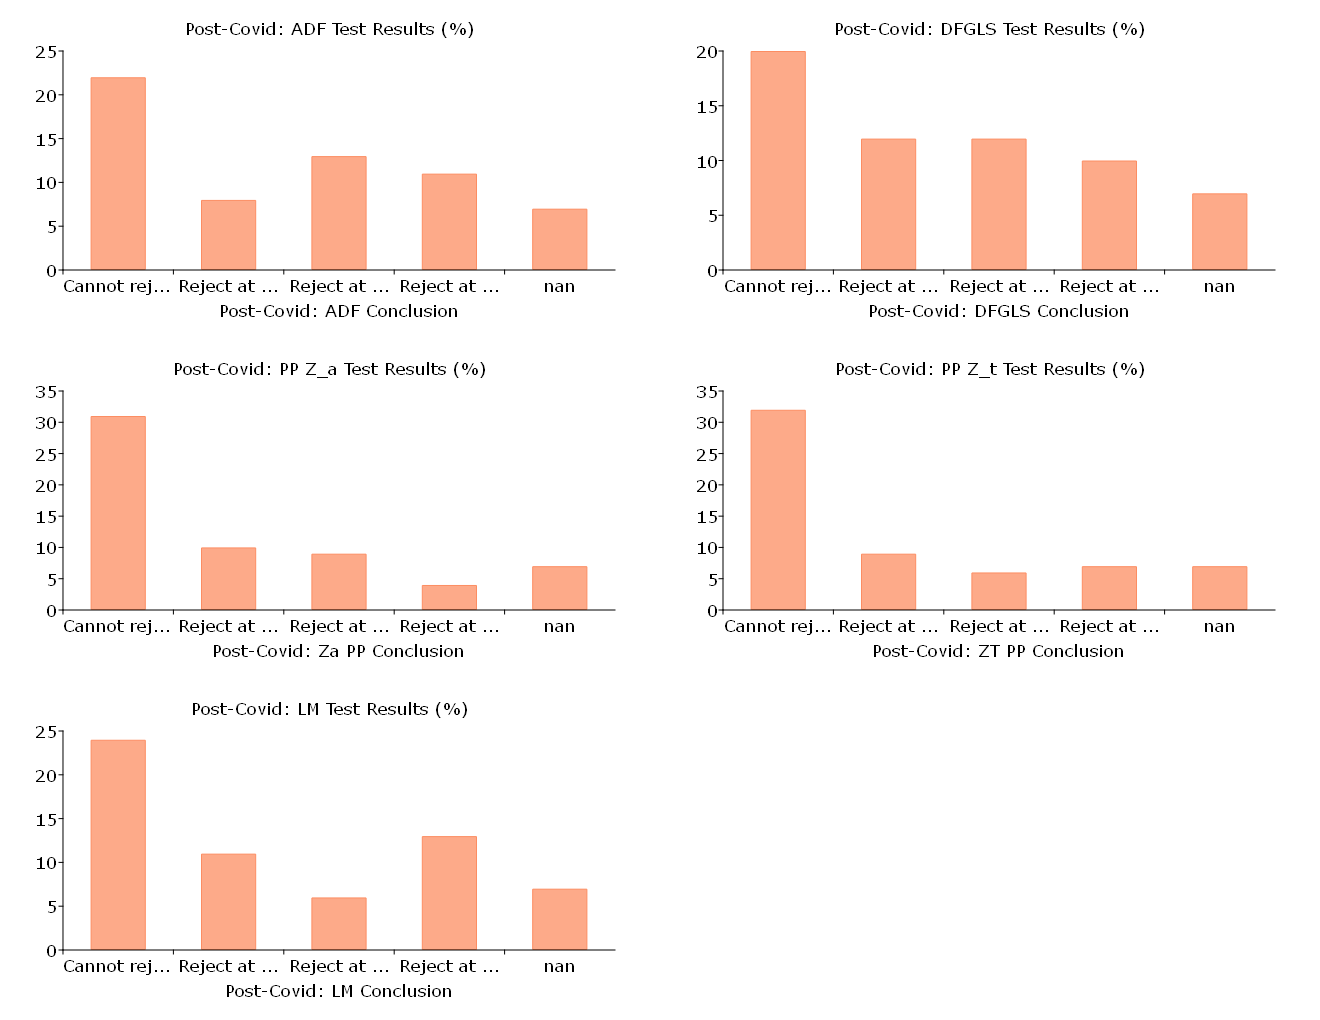 Post-Covid: ADF Test Results (%)
25
20
15
10
5
0
Cannot rej... Reject at ... Reject at ... Reject at ... nan
Post-Covid: ADF Conclusion
Post-Covid: DFGLS Test Results (%)
20
15
10
5
0
Cannot rej... Reject at ... Reject at ... Reject at ... nan
Post-Covid: DFGLS Conclusion
Post-Covid: PP Z_a Test Results (%)
35
30
25
20
15
10
5
0
Cannot rej... Reject at ... Reject at ... Reject at ... nan
Post-Covid: Za PP Conclusion
Post-Covid: PP Z_t Test Results (%)
35
30
25
20
15
10
5
0
Cannot rej... Reject at ... Reject at ... Reject at ... nan
Post-Covid: ZT PP Conclusion
Post-Covid: LM Test Results (%)
25
20
15
10
5
0
Cannot rej... Reject at ... Reject at ... Reject at ... nan
Post-Covid: LM Conclusion